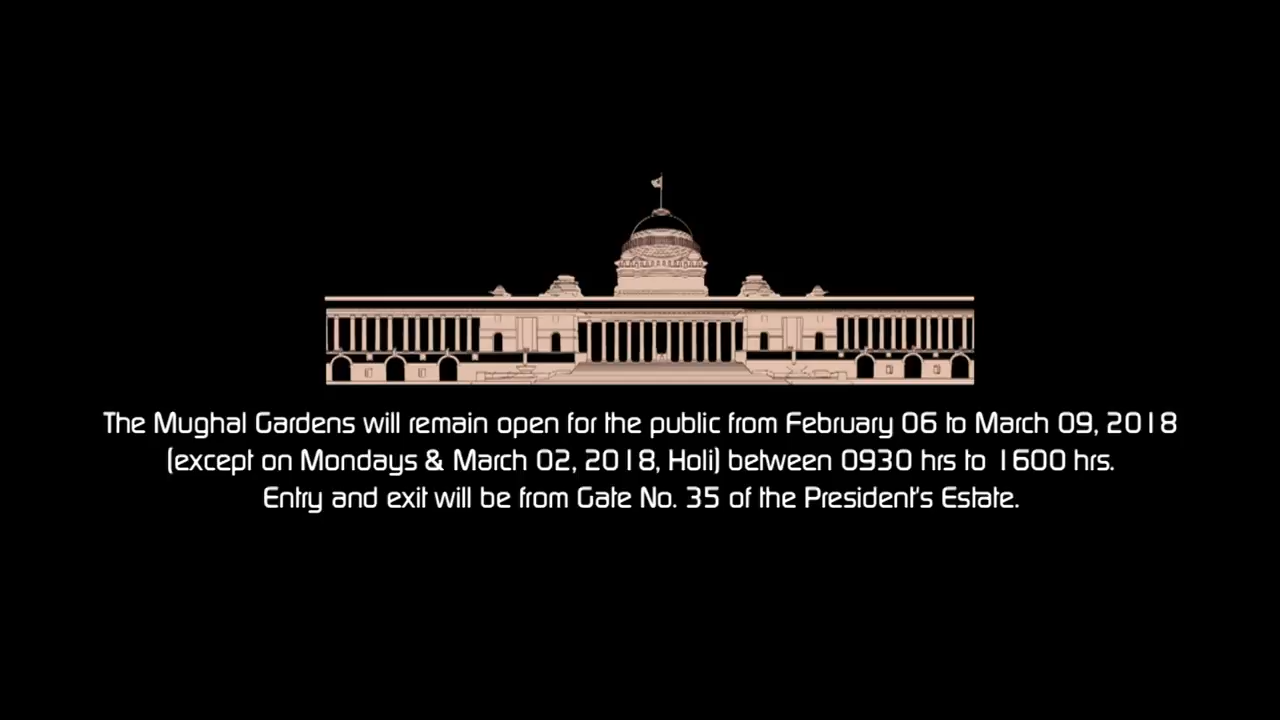 The Mughal Gardens will remain open for the public from February 06 to March 09, 2018
(except on Mondays & March 02, 2018, Holi) between 0930 hrs to 1600 hrs.
Entry and exit will be from Gate No. 35 of the President's Estate.